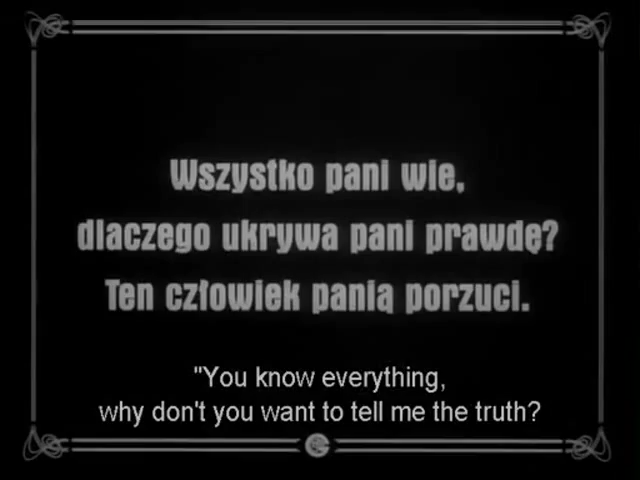 Wszystko pani wie,
dlaczego ukrywa pani prawdę?
Ten człowiek panią porzuci.
"You know everything,
why don't you want to tell me the truth?